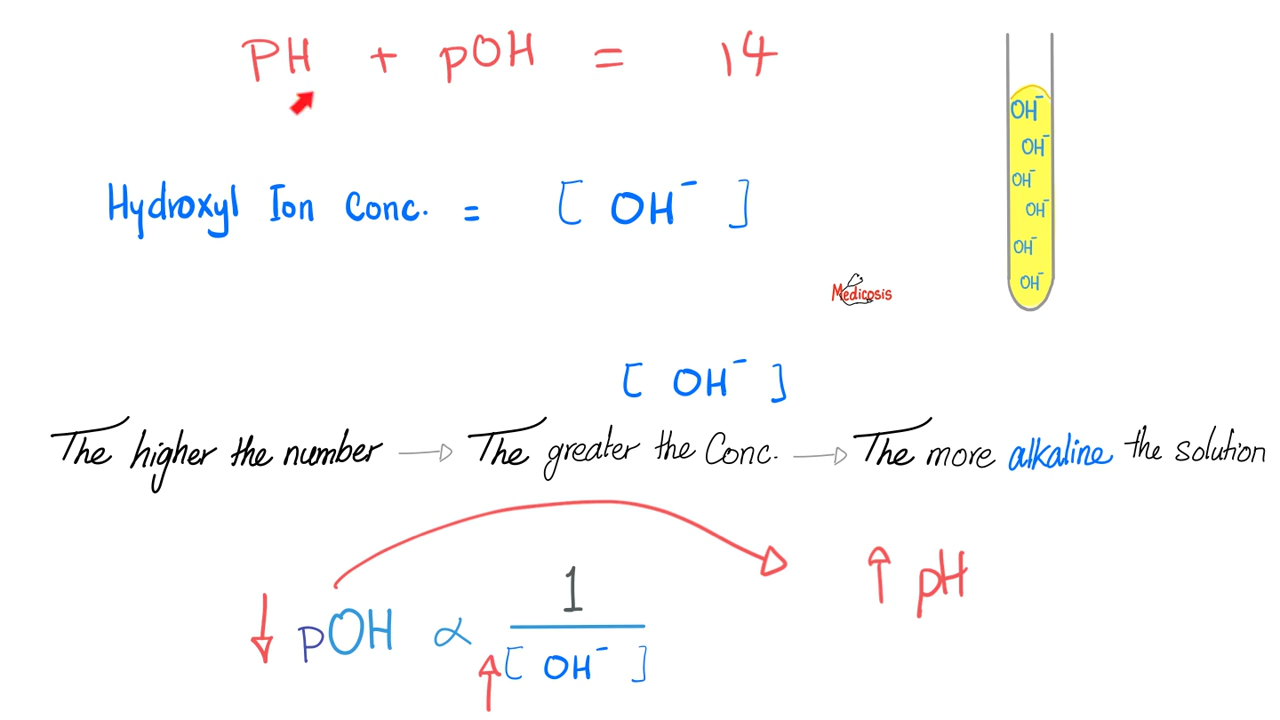 PH + pOH = 14
Hydroxyl Ion Conc. = [ OH⁻ ]
OH⁻
OH⁻
OH⁻
OH⁻
OH⁻
OH⁻
Medicosis
[ OH⁻ ]
The higher the number → The greater the Conc. → The more alkaline the solution
↓ pOH ∝ 1 / ↑ [ OH⁻ ]
↑ pH